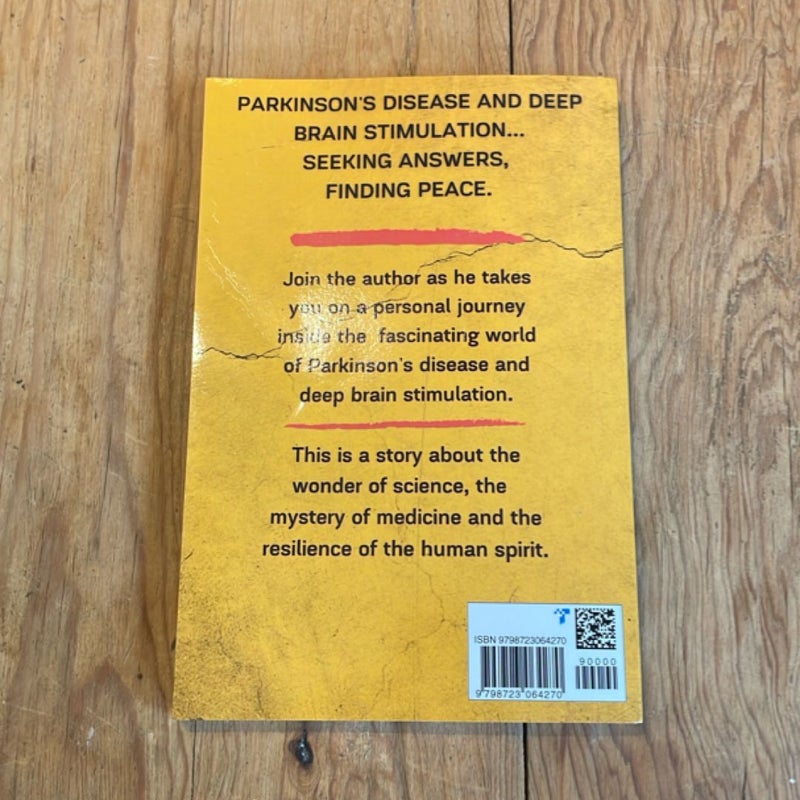 PARKINSON'S DISEASE AND DEEP
BRAIN STIMULATION...
SEEKING ANSWERS,
FINDING PEACE.
Join the author as he takes
you on a personal journey
inside the fascinating world
of Parkinson's disease and
deep brain stimulation.
This is a story about the
wonder of science, the
mystery of medicine and the
resilience of the human spirit.
ISBN 9798723064270
90000
9 798723 064270